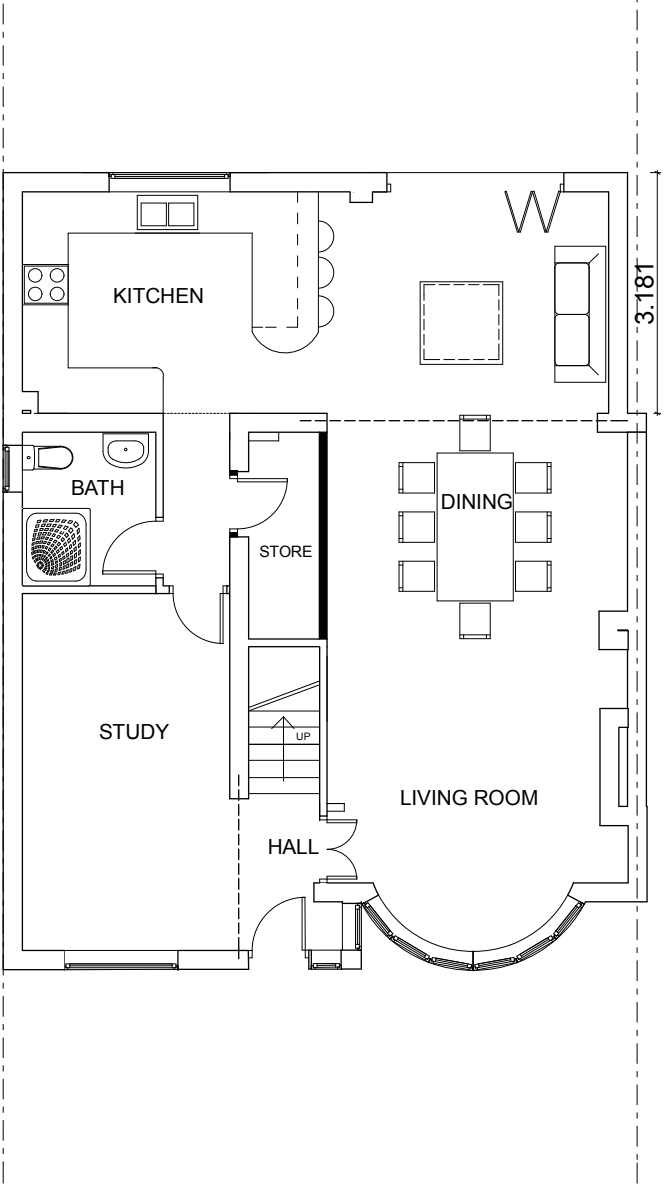 KITCHEN
3.181
BATH
DINING
STORE
STUDY
UP
LIVING ROOM
HALL